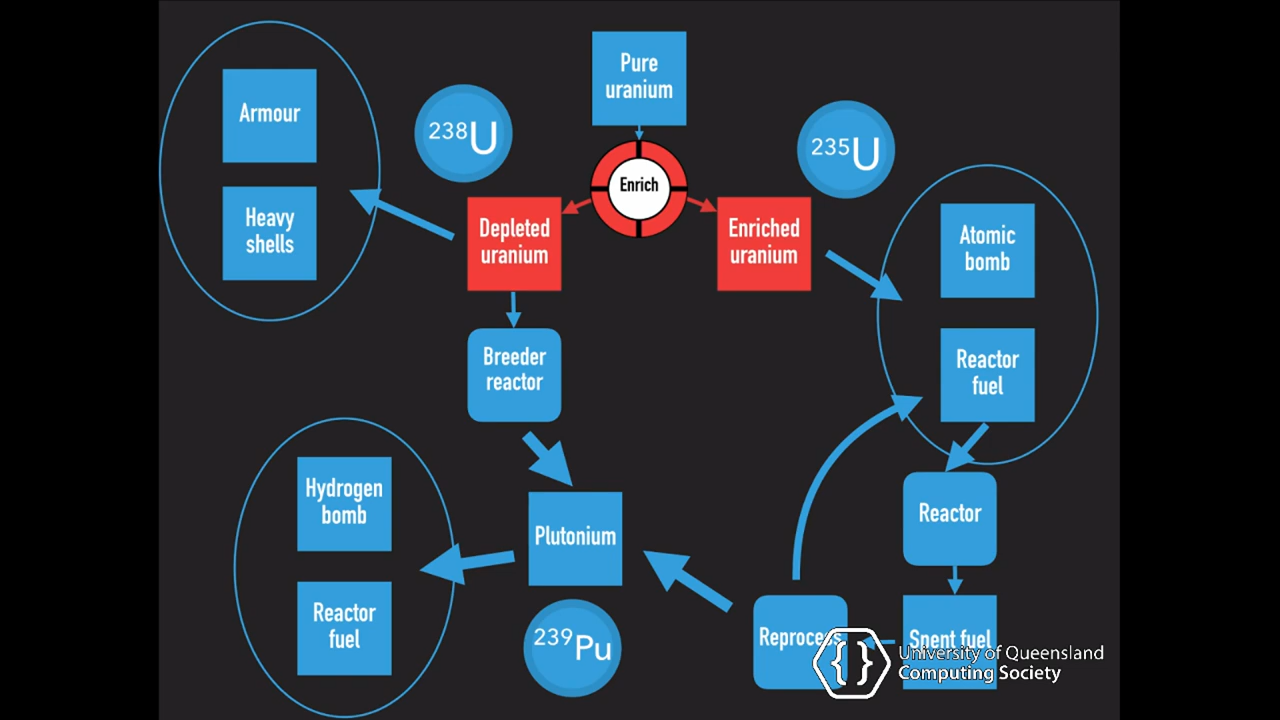 Pure
uranium
238U
235U
Enrich
Armour
Heavy
shells
Depleted
uranium
Enriched
uranium
Atomic
bomb
Reactor
fuel
Breeder
reactor
Hydrogen
bomb
Reactor
fuel
Plutonium
239Pu
Reactor
Reprocess
Spent fuel
{ }
University of Queensland
Computing Society